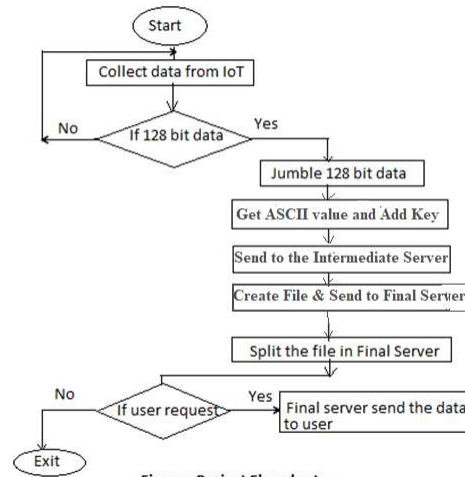 Start
Collect data from IoT
If 128 bit data
No
Yes
Jumble 128 bit data
Get ASCII value and Add Key
Send to the Intermediate Server
Create File & Send to Final Server
Split the file in Final Server
If user request
No
Yes
Final server send the data
to user
Exit